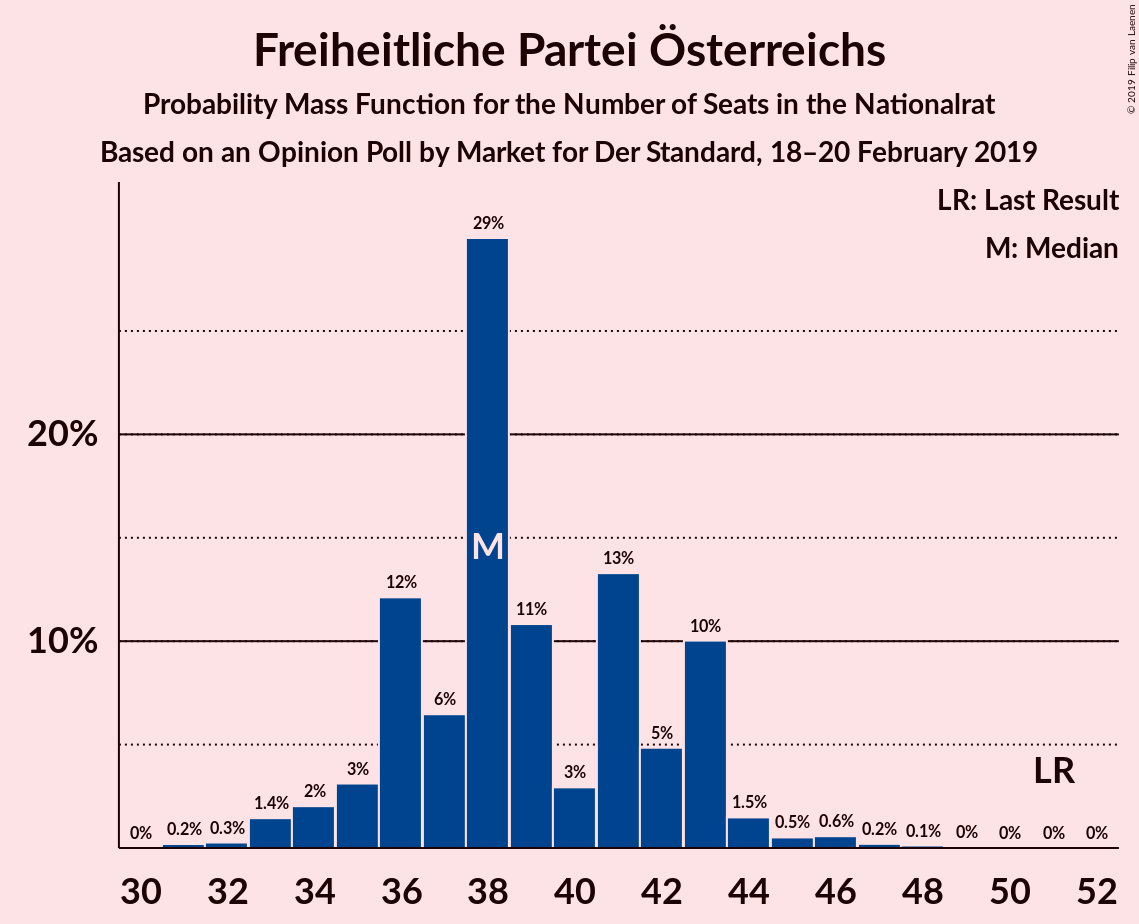 Freiheitliche Partei Österreichs
Probability Mass Function for the Number of Seats in the Nationalrat
Based on an Opinion Poll by Market for Der Standard, 18–20 February 2019
© 2019 Filip van Laenen
LR: Last Result
M: Median
20%
10%
0%
0.2%
0.3%
1.4%
2%
3%
12%
6%
29%
M
11%
3%
13%
5%
10%
1.5%
0.5%
0.6%
0.2%
0.1%
0%
0%
0%
0%
LR
30 32 34 36 38 40 42 44 46 48 50 52